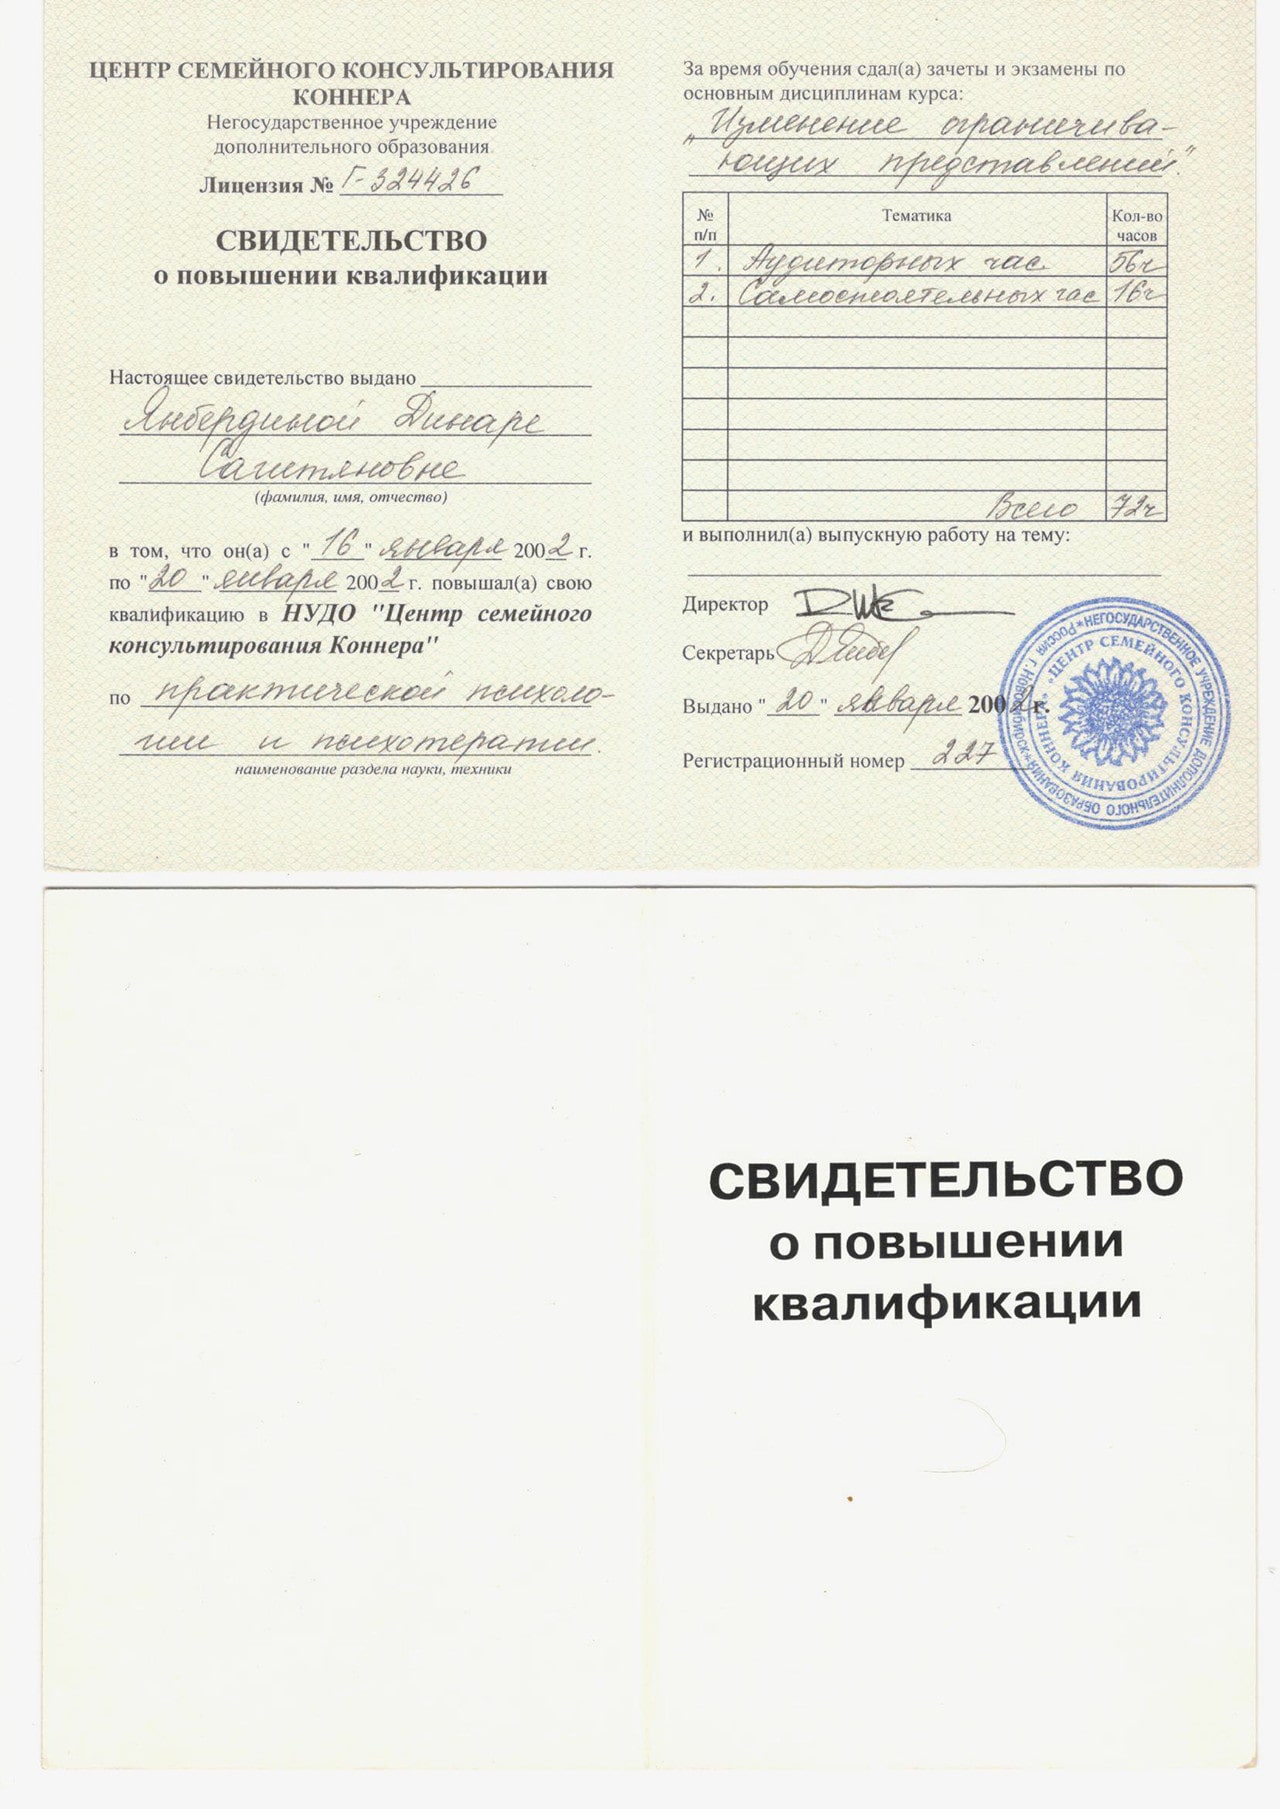 ЦЕНТР СЕМЕЙНОГО КОНСУЛЬТИРОВАНИЯ
КОННЕРА
Негосударственное учреждение
дополнительного образования
Лицензия № Г-324426
СВИДЕТЕЛЬСТВО
о повышении квалификации
Настоящее свидетельство выдано
Янбердиной Динаре
Сагитяновне
(фамилия, имя, отчество)
в том, что он(а) с "16" января 2002 г.
по "20" января 2002 г. повышал(а) свою
квалификацию в НУДО "Центр семейного
консультирования Коннера"
по практической психоло-
гии и психотерапии.
наименование раздела науки, техники
За время обучения сдал(а) зачеты и экзамены по
основным дисциплинам курса:
„Изменение ограничива-
ющих представлений".
№ п/п Тематика Кол-во часов
1. Аудиторных час. 56ч
2. Самостоятельных час 16ч
Всего 72ч
и выполнил(а) выпускную работу на тему:
Директор
Секретарь
Выдано "20" января 2002 г.
Регистрационный номер 227
РОССИЯ Г. НОВОСИБИРСК * НЕГОСУДАРСТВЕННОЕ УЧРЕЖДЕНИЕ ДОПОЛНИТЕЛЬНОГО ОБРАЗОВАНИЯ *
"ЦЕНТР СЕМЕЙНОГО КОНСУЛЬТИРОВАНИЯ КОННЕРА"
СВИДЕТЕЛЬСТВО
о повышении
квалификации